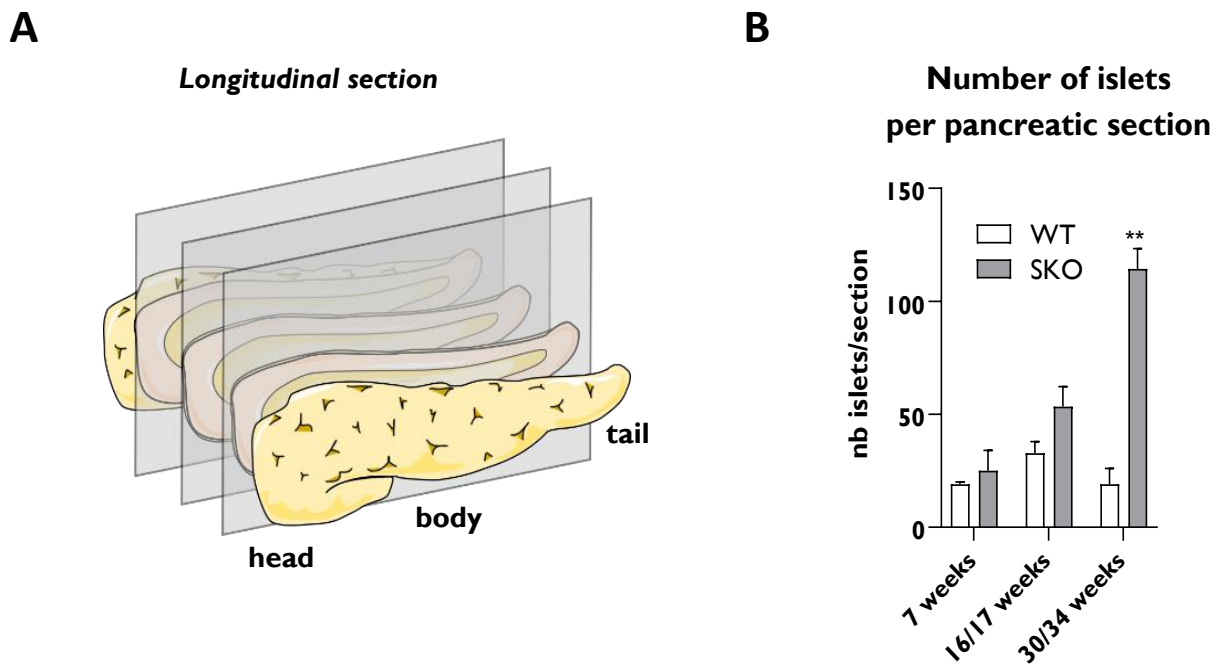 A
Longitudinal section
tail
body
head
B
Number of islets
per pancreatic section
nb islets/section
150
100
50
0
WT
SKO
**
7 weeks
16/17 weeks
30/34 weeks